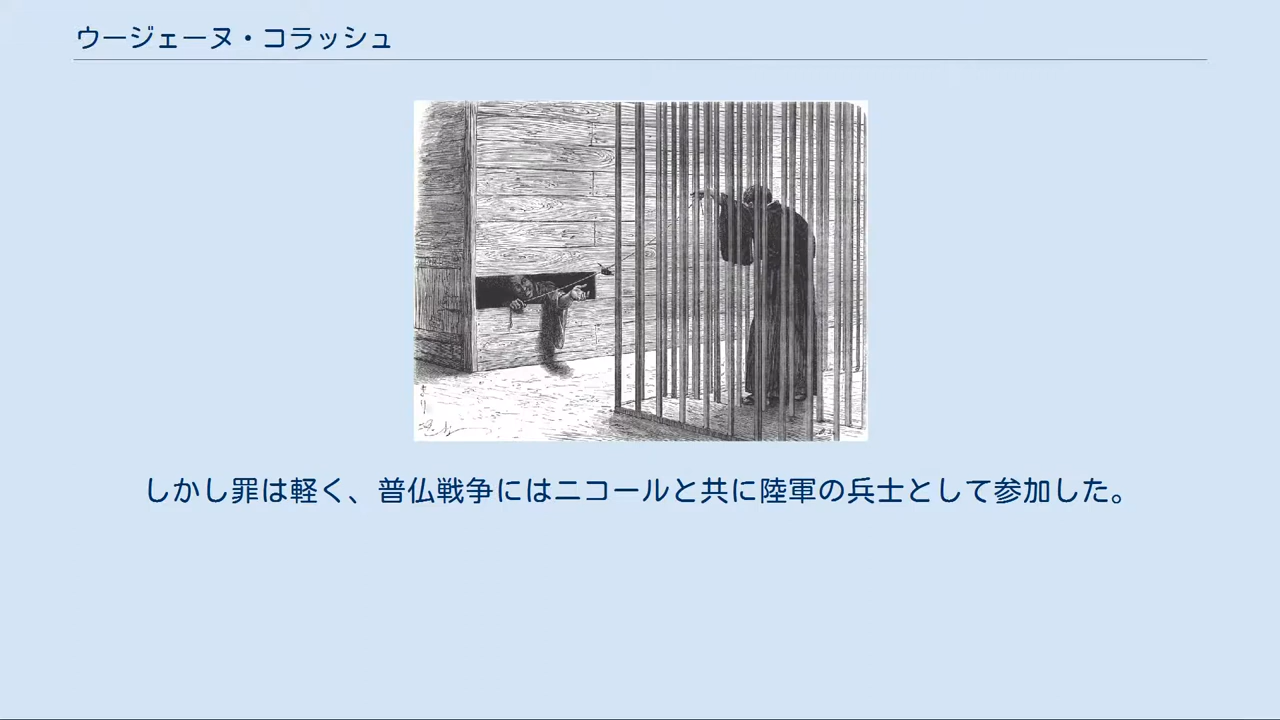 ウージェーヌ・コラッシュ
しかし罪は軽く、普仏戦争にはニコールと共に陸軍の兵士として参加した。